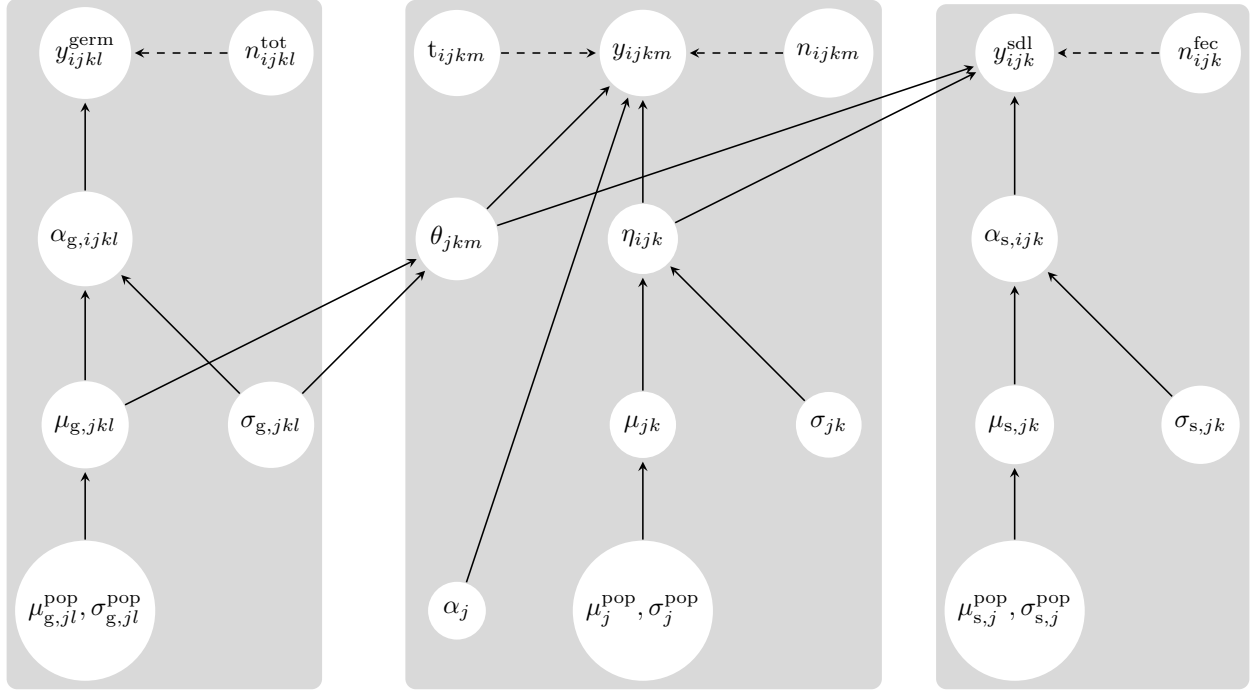 y_{ijkl}^{germ} n_{ijkl}^{tot} t_{ijkm} y_{ijkm} n_{ijkm} y_{ijk}^{sdl} n_{ijk}^{fec}
α_{g,ijkl} θ_{jkm} η_{ijk} α_{s,ijk}
μ_{g,jkl} σ_{g,jkl} μ_{jk} σ_{jk} μ_{s,jk} σ_{s,jk}
μ_{g,jl}^{pop}, σ_{g,jl}^{pop} α_j μ_j^{pop}, σ_j^{pop} μ_{s,j}^{pop}, σ_{s,j}^{pop}